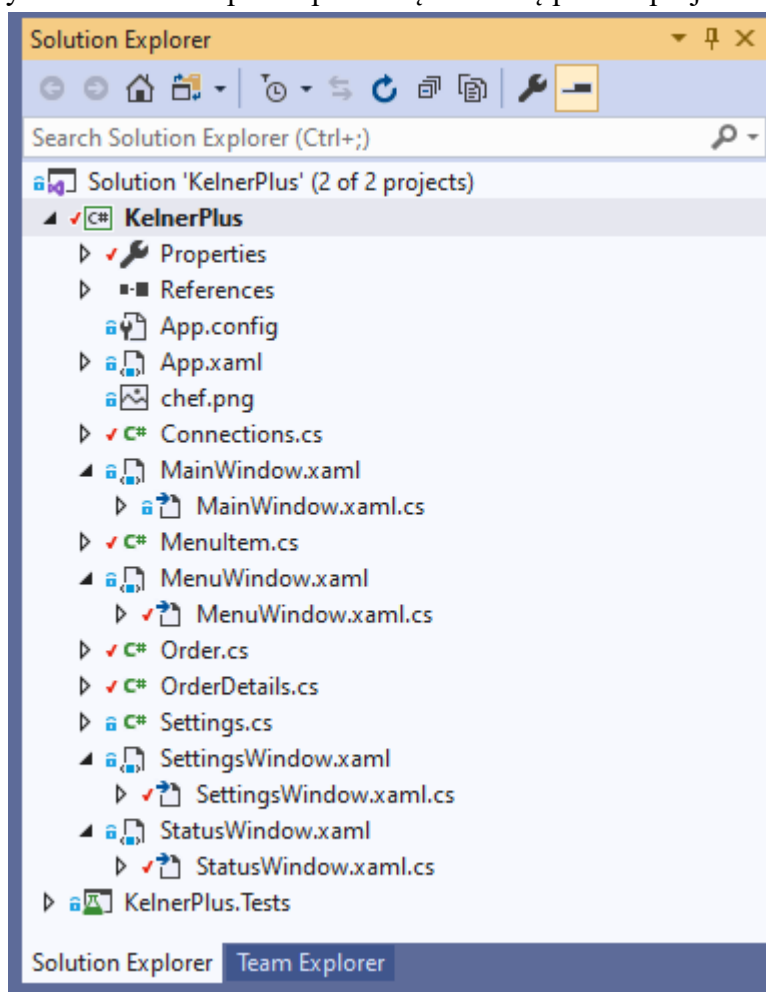 Solution Explorer
Search Solution Explorer (Ctrl+;)
Solution 'KelnerPlus' (2 of 2 projects)
C# KelnerPlus
Properties
References
App.config
App.xaml
chef.png
C# Connections.cs
MainWindow.xaml
MainWindow.xaml.cs
C# MenuItem.cs
MenuWindow.xaml
MenuWindow.xaml.cs
C# Order.cs
C# OrderDetails.cs
C# Settings.cs
SettingsWindow.xaml
SettingsWindow.xaml.cs
StatusWindow.xaml
StatusWindow.xaml.cs
KelnerPlus.Tests
Solution Explorer Team Explorer